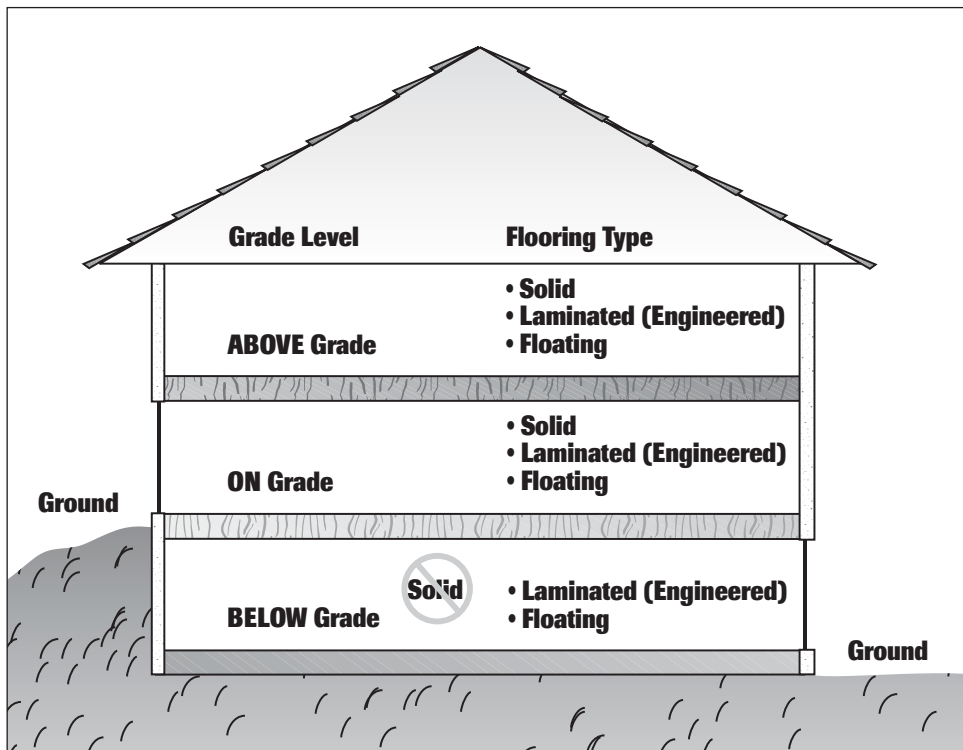 Grade Level Flooring Type
• Solid
• Laminated (Engineered)
ABOVE Grade • Floating
• Solid
• Laminated (Engineered)
ON Grade • Floating
Ground
Solid • Laminated (Engineered)
BELOW Grade • Floating
Ground